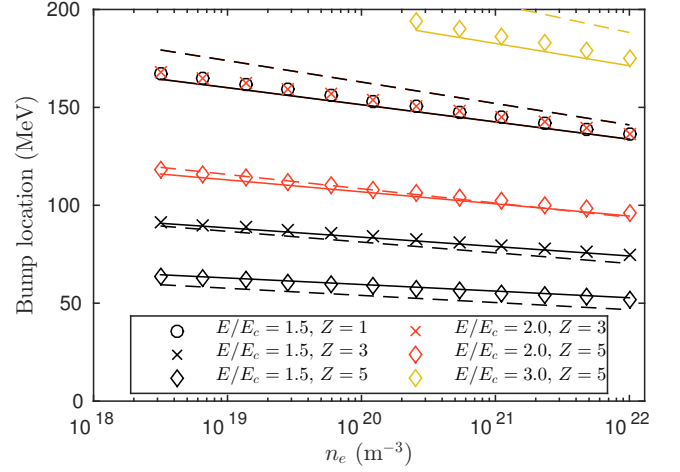 200
150
100
50
0
Bump location (MeV)
E/E_c = 1.5, Z = 1
E/E_c = 1.5, Z = 3
E/E_c = 1.5, Z = 5
E/E_c = 2.0, Z = 3
E/E_c = 2.0, Z = 5
E/E_c = 3.0, Z = 5
10^18 10^19 10^20 10^21 10^22
n_e (m^−3)